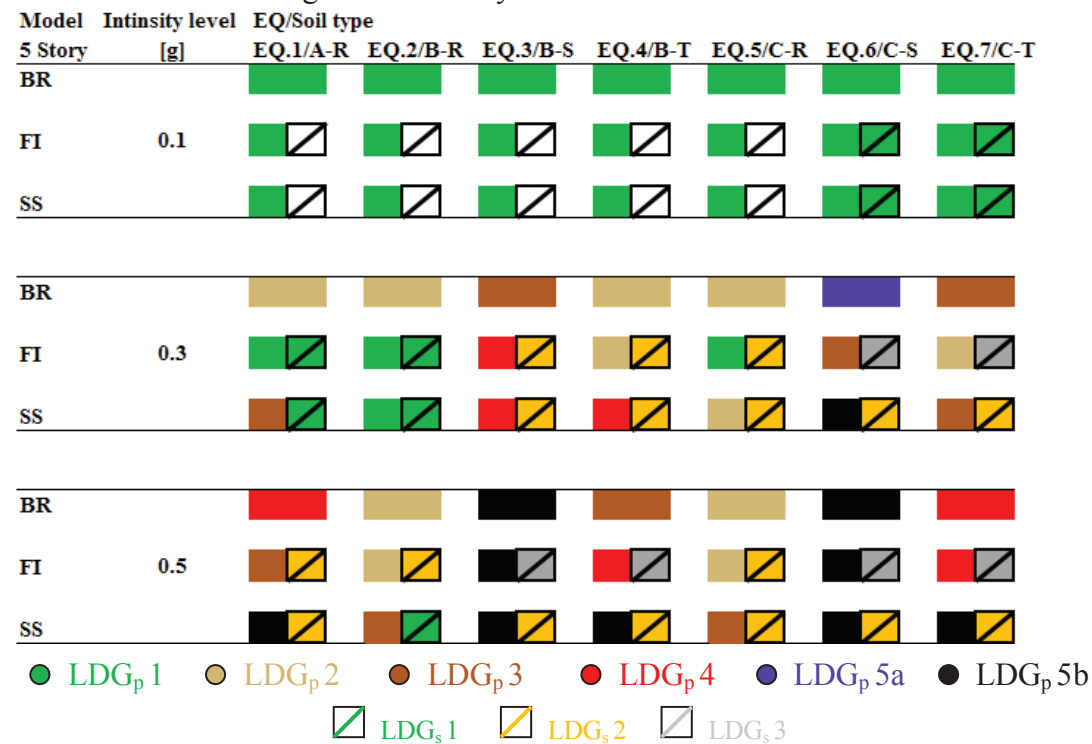 Model Intinsity level EQ/Soil type
5 Story [g] EQ.1/A-R EQ.2/B-R EQ.3/B-S EQ.4/B-T EQ.5/C-R EQ.6/C-S EQ.7/C-T
BR
FI 0.1
SS
BR
FI 0.3
SS
BR
FI 0.5
SS
LDGp 1 LDGp 2 LDGp 3 LDGp 4 LDGp 5a LDGp 5b
LDGs 1 LDGs 2 LDGs 3